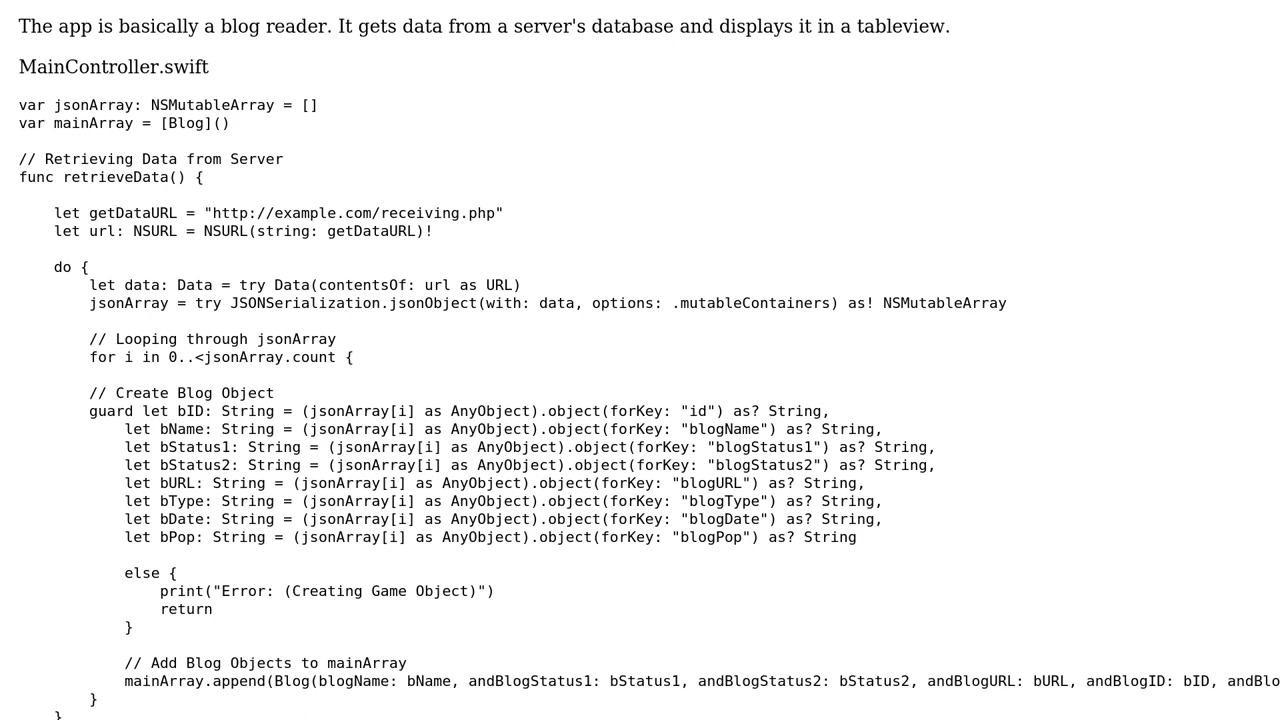 The app is basically a blog reader. It gets data from a server's database and displays it in a tableview.
MainController.swift
var jsonArray: NSMutableArray = []
var mainArray = [Blog]()
// Retrieving Data from Server
func retrieveData() {
    let getDataURL = "http://example.com/receiving.php"
    let url: NSURL = NSURL(string: getDataURL)!
    do {
        let data: Data = try Data(contentsOf: url as URL)
        jsonArray = try JSONSerialization.jsonObject(with: data, options: .mutableContainers) as! NSMutableArray
        // Looping through jsonArray
        for i in 0..<jsonArray.count {
        // Create Blog Object
        guard let bID: String = (jsonArray[i] as AnyObject).object(forKey: "id") as? String,
            let bName: String = (jsonArray[i] as AnyObject).object(forKey: "blogName") as? String,
            let bStatus1: String = (jsonArray[i] as AnyObject).object(forKey: "blogStatus1") as? String,
            let bStatus2: String = (jsonArray[i] as AnyObject).object(forKey: "blogStatus2") as? String,
            let bURL: String = (jsonArray[i] as AnyObject).object(forKey: "blogURL") as? String,
            let bType: String = (jsonArray[i] as AnyObject).object(forKey: "blogType") as? String,
            let bDate: String = (jsonArray[i] as AnyObject).object(forKey: "blogDate") as? String,
            let bPop: String = (jsonArray[i] as AnyObject).object(forKey: "blogPop") as? String
            else {
                print("Error: (Creating Game Object)")
                return
            }
            // Add Blog Objects to mainArray
            mainArray.append(Blog(blogName: bName, andBlogStatus1: bStatus1, andBlogStatus2: bStatus2, andBlogURL: bURL, andBlogID: bID, andBlo
        }
    }